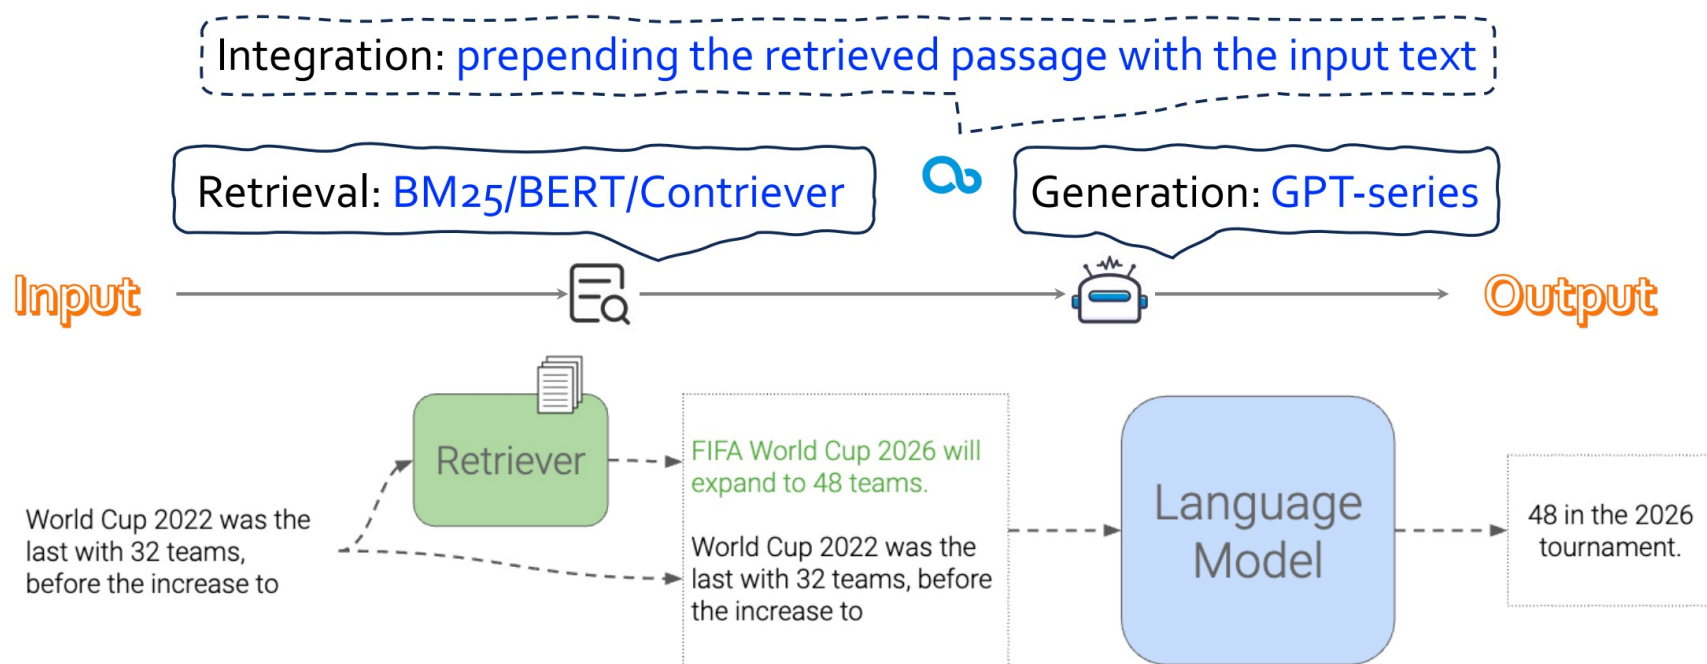 Integration: prepending the retrieved passage with the input text
Retrieval: BM25/BERT/Contriever
Generation: GPT-series
Input
Output
Retriever
FIFA World Cup 2026 will
expand to 48 teams.
World Cup 2022 was the
last with 32 teams,
before the increase to
World Cup 2022 was the
last with 32 teams, before
the increase to
Language
Model
48 in the 2026
tournament.